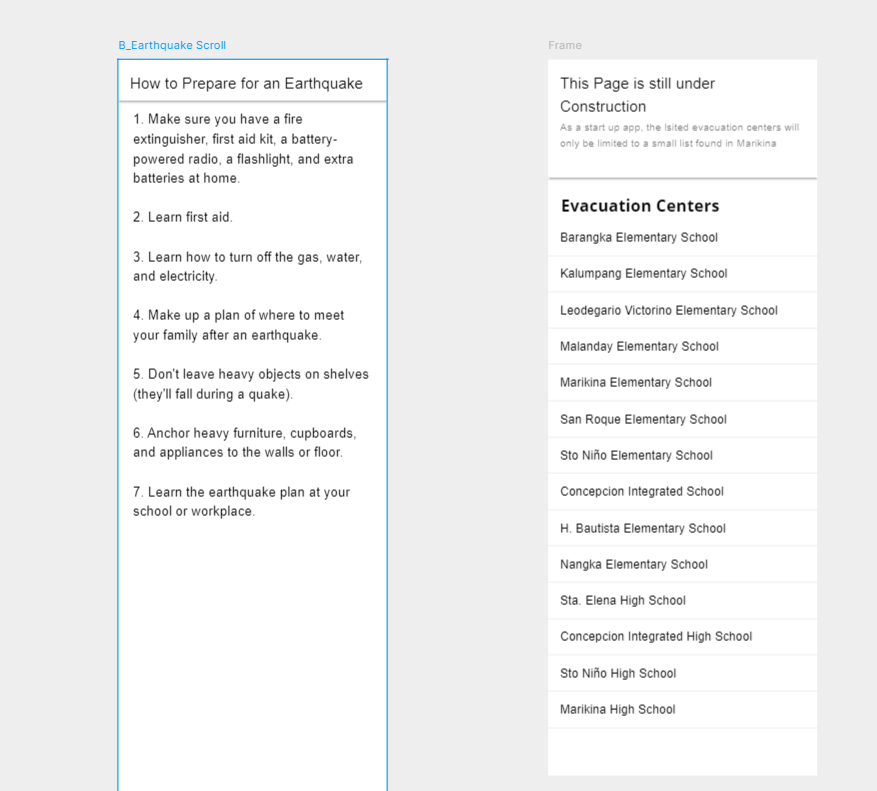 B_Earthquake Scroll
How to Prepare for an Earthquake
1. Make sure you have a fire
extinguisher, first aid kit, a battery-
powered radio, a flashlight, and extra
batteries at home.
2. Learn first aid.
3. Learn how to turn off the gas, water,
and electricity.
4. Make up a plan of where to meet
your family after an earthquake.
5. Don't leave heavy objects on shelves
(they'll fall during a quake).
6. Anchor heavy furniture, cupboards,
and appliances to the walls or floor.
7. Learn the earthquake plan at your
school or workplace.
Frame
This Page is still under
Construction
As a start up app, the lsited evacuation centers will
only be limited to a small list found in Marikina
Evacuation Centers
Barangka Elementary School
Kalumpang Elementary School
Leodegario Victorino Elementary School
Malanday Elementary School
Marikina Elementary School
San Roque Elementary School
Sto Niño Elementary School
Concepcion Integrated School
H. Bautista Elementary School
Nangka Elementary School
Sta. Elena High School
Concepcion Integrated High School
Sto Niño High School
Marikina High School